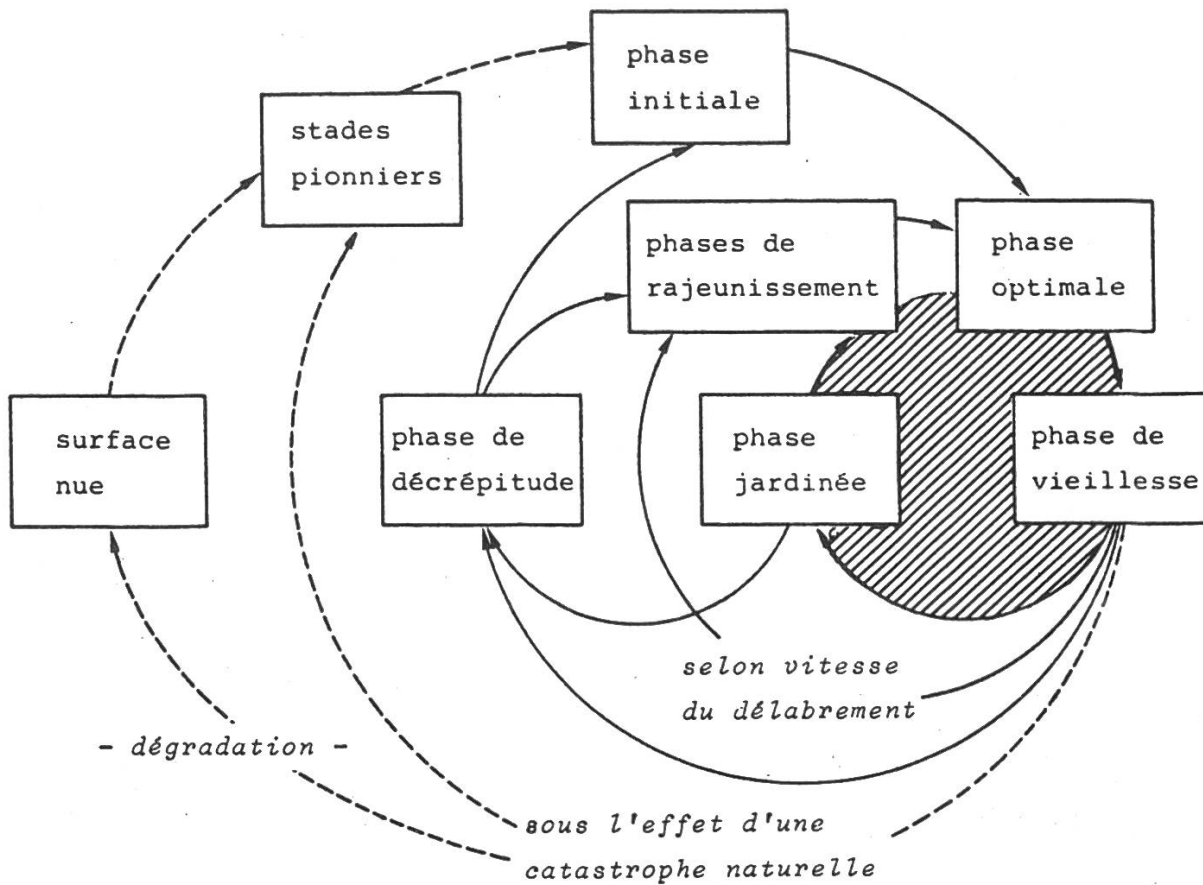 phase
initiale
stades
pionniers
phases de
rajeunissement
phase
optimale
surface
nue
phase de
décrépitude
phase
jardinée
phase de
vieillesse
selon vitesse
du délabrement
- dégradation -
sous l'effet d'une
catastrophe naturelle